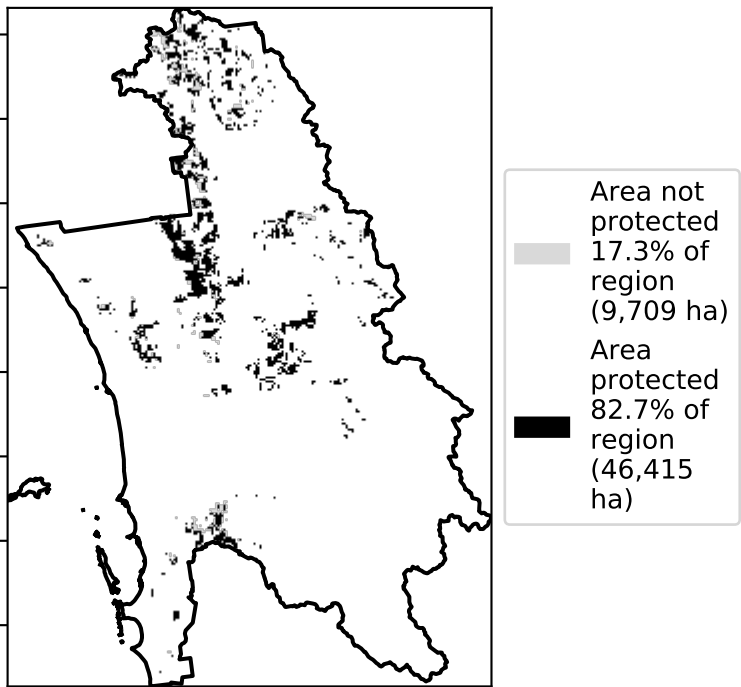 Area not
protected
17.3% of
region
(9,709 ha)
Area
protected
82.7% of
region
(46,415
ha)